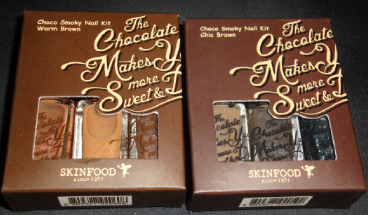 Choco Smoky Nail Kit
Warm Brown
The
Chocolate
Makes Y
more
Sweet &
SKINFOOD
since 1957
Choco Smoky Nail Kit
Chic Brown
The
Chocolate
Makes Y
more
Sweet &
SKINFOOD
since 1957